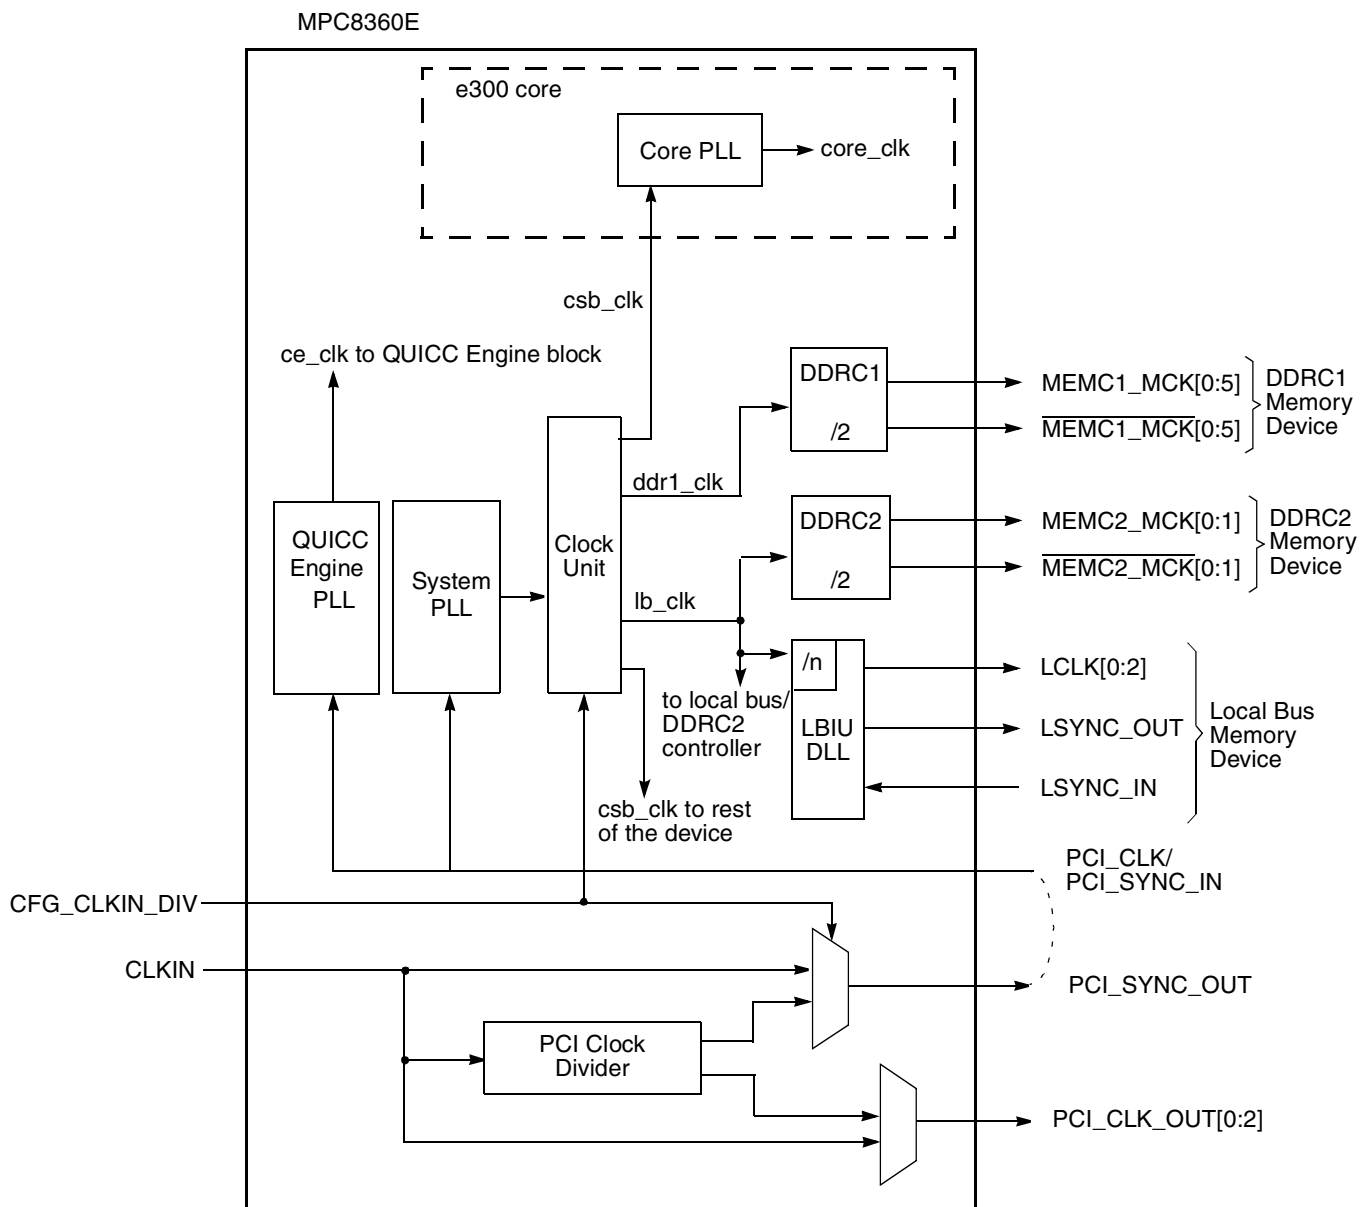 MPC8360E
e300 core
Core PLL
core_clk
csb_clk
ce_clk to QUICC Engine block
DDRC1
/2
MEMC1_MCK[0:5]
MEMC1_MCK[0:5]
DDRC1
Memory
Device
ddr1_clk
QUICC
Engine
PLL
System
PLL
Clock
Unit
lb_clk
DDRC2
/2
MEMC2_MCK[0:1]
MEMC2_MCK[0:1]
DDRC2
Memory
Device
/n
LBIU
DLL
to local bus/
DDRC2
controller
LCLK[0:2]
LSYNC_OUT
LSYNC_IN
Local Bus
Memory
Device
csb_clk to rest
of the device
PCI_CLK/
PCI_SYNC_IN
CFG_CLKIN_DIV
CLKIN
PCI_SYNC_OUT
PCI Clock
Divider
PCI_CLK_OUT[0:2]